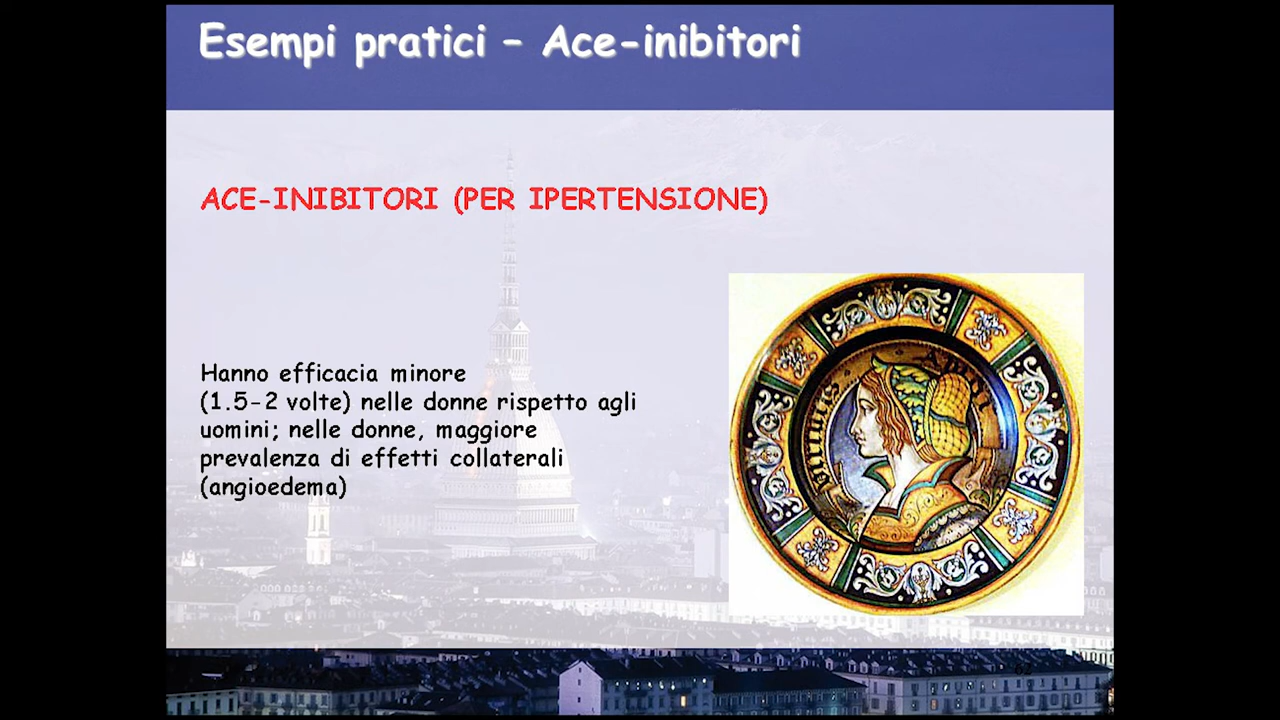 Esempi pratici – Ace-inibitori
ACE-INIBITORI (PER IPERTENSIONE)
Hanno efficacia minore
(1.5-2 volte) nelle donne rispetto agli
uomini; nelle donne, maggiore
prevalenza di effetti collaterali
(angioedema)